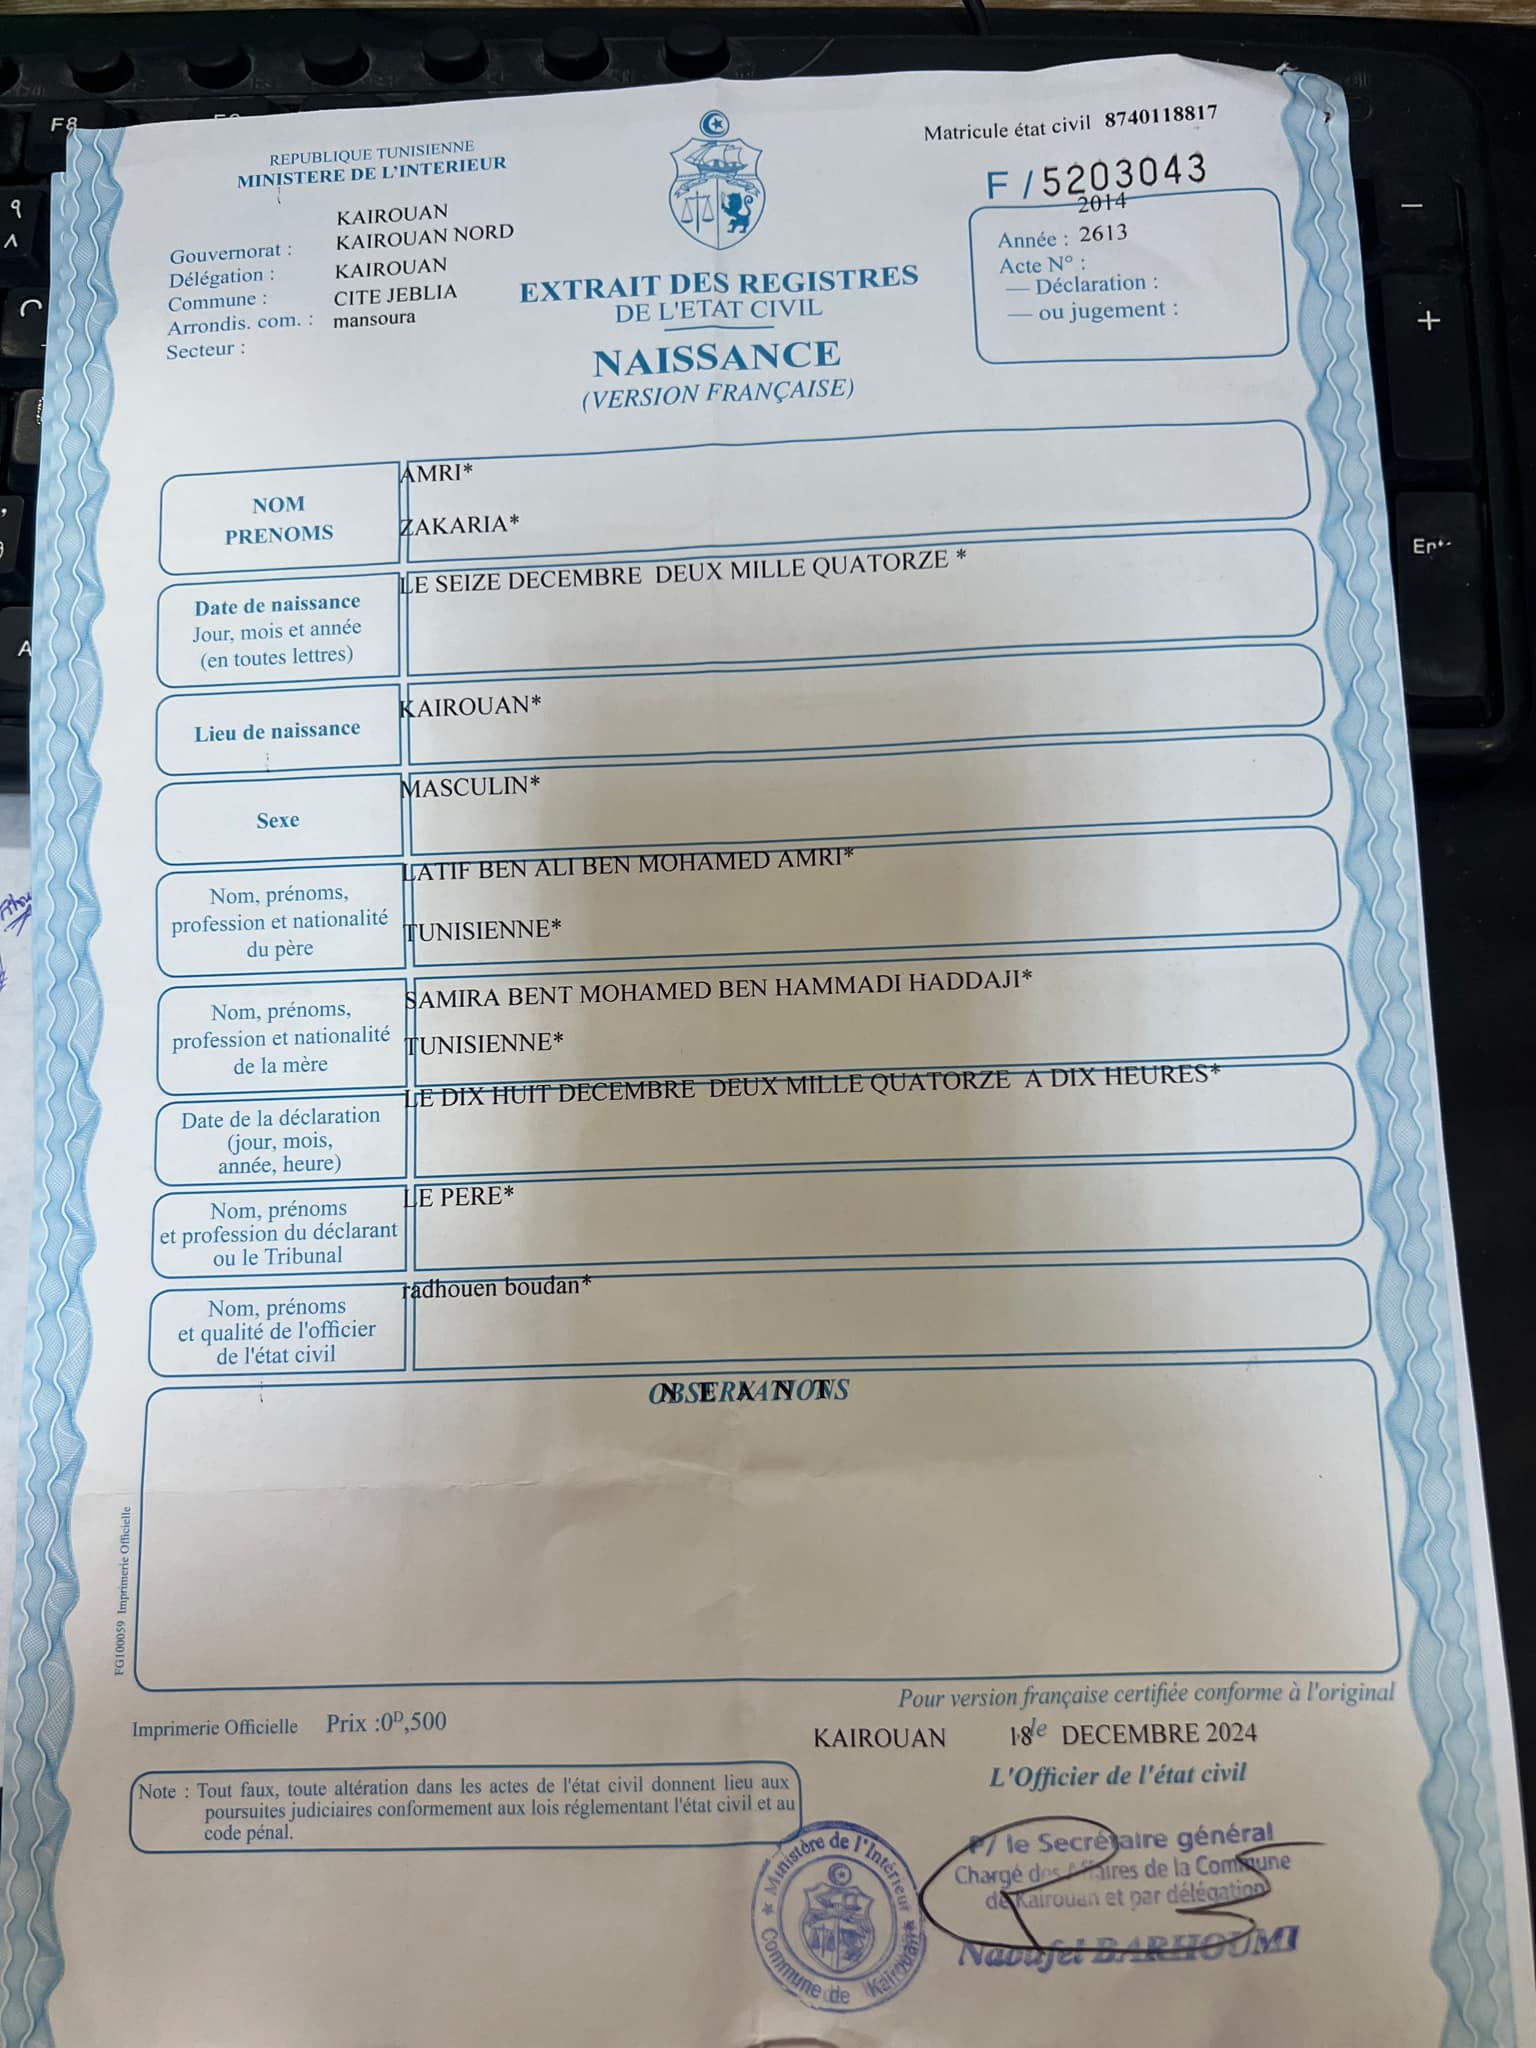 REPUBLIQUE TUNISIENNE
MINISTERE DE L'INTERIEUR
Matricule état civil 8740118817
F / 5203043
KAIROUAN
Gouvernorat : KAIROUAN NORD
Délégation : KAIROUAN
Commune : CITE JEBLIA
Arrondis. com. : mansoura
Secteur :
2014
Année : 2613
Acte N° :
— Déclaration :
— ou jugement :
EXTRAIT DES REGISTRES
DE L'ETAT CIVIL
NAISSANCE
(VERSION FRANÇAISE)
NOM
PRENOMS
AMRI*
ZAKARIA*
Date de naissance
Jour, mois et année
(en toutes lettres)
LE SEIZE DECEMBRE DEUX MILLE QUATORZE *
Lieu de naissance
KAIROUAN*
Sexe
MASCULIN*
Nom, prénoms,
profession et nationalité
du père
LATIF BEN ALI BEN MOHAMED AMRI*
TUNISIENNE*
Nom, prénoms,
profession et nationalité
de la mère
SAMIRA BENT MOHAMED BEN HAMMADI HADDAJI*
TUNISIENNE*
Date de la déclaration
(jour, mois,
année, heure)
LE DIX HUIT DECEMBRE DEUX MILLE QUATORZE A DIX HEURES*
Nom, prénoms
et profession du déclarant
ou le Tribunal
LE PERE*
Nom, prénoms
et qualité de l'officier
de l'état civil
radhouen boudan*
OBSERVATIONS
N E A N T
FG100059 Imprimerie Officielle
Pour version française certifiée conforme à l'original
Imprimerie Officielle Prix :0D,500
KAIROUAN le 18 DECEMBRE 2024
L'Officier de l'état civil
Note : Tout faux, toute altération dans les actes de l'état civil donnent lieu aux
poursuites judiciaires conformement aux lois réglementant l'état civil et au
code pénal.
Ministère de l'Intérieur
Commune de Kairouan
P/ le Secrétaire général
Chargé des Affaires de la Commune
de Kairouan et par délégation
Naoufel BARHOUMI
F8
Ent
A
+